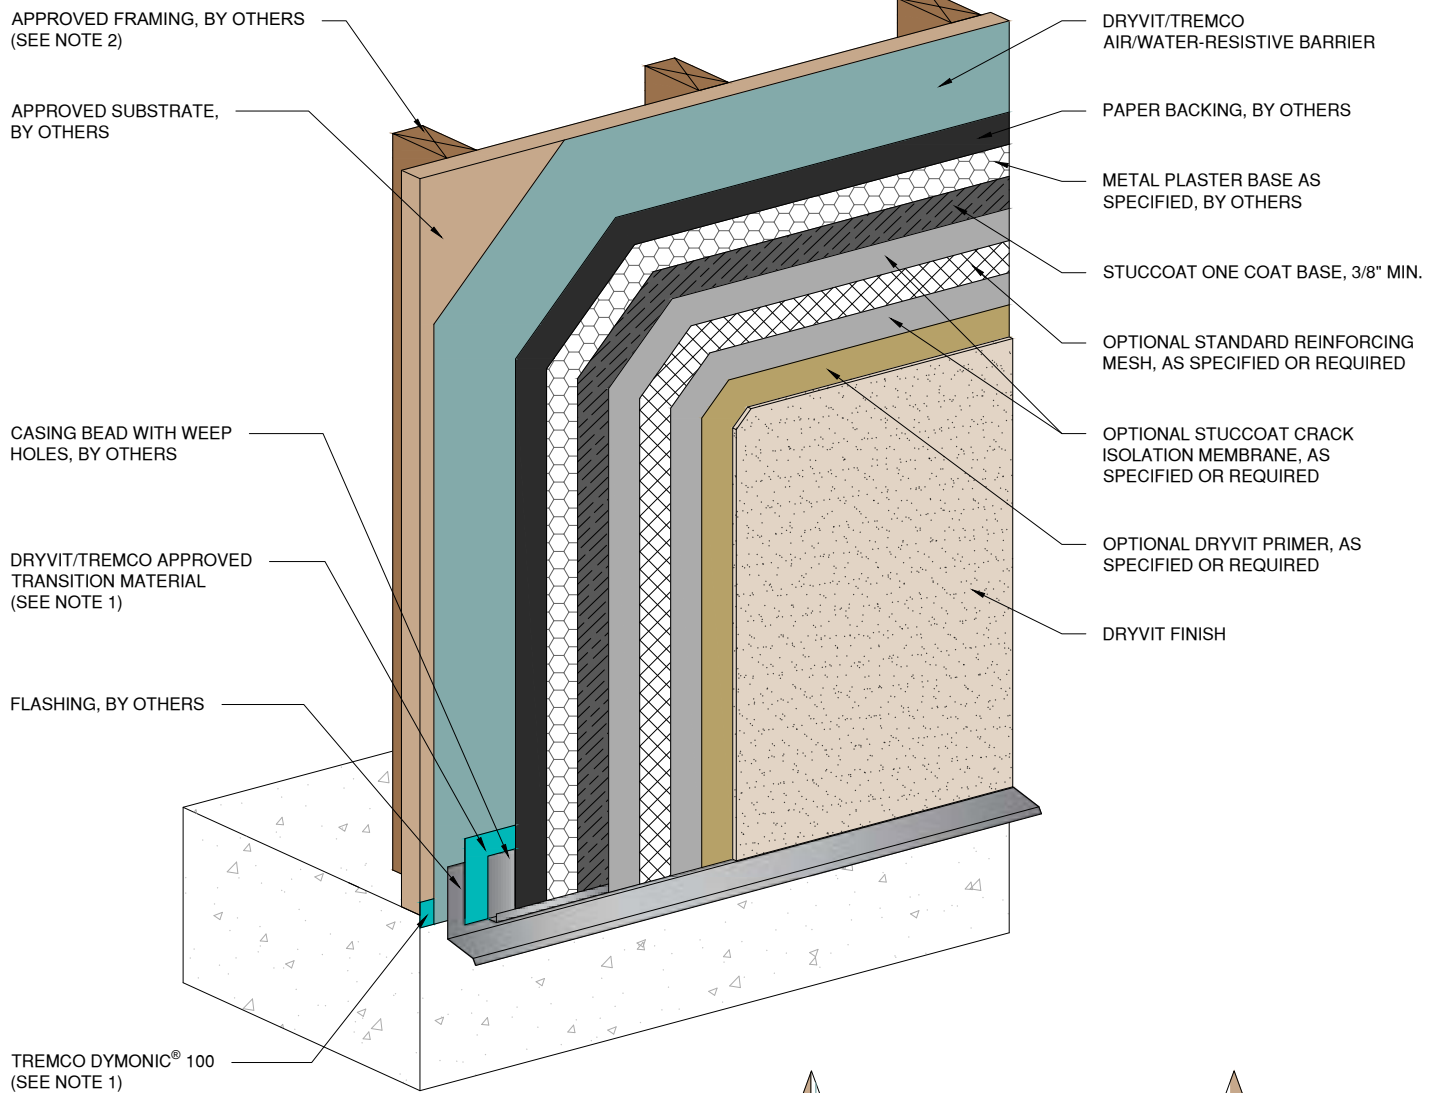 APPROVED FRAMING, BY OTHERS
(SEE NOTE 2)
APPROVED SUBSTRATE,
BY OTHERS
CASING BEAD WITH WEEP
HOLES, BY OTHERS
DRYVIT/TREMCO APPROVED
TRANSITION MATERIAL
(SEE NOTE 1)
FLASHING, BY OTHERS
TREMCO DYMONIC® 100
(SEE NOTE 1)
DRYVIT/TREMCO
AIR/WATER-RESISTIVE BARRIER
PAPER BACKING, BY OTHERS
METAL PLASTER BASE AS
SPECIFIED, BY OTHERS
STUCCOAT ONE COAT BASE, 3/8" MIN.
OPTIONAL STANDARD REINFORCING
MESH, AS SPECIFIED OR REQUIRED
OPTIONAL STUCCOAT CRACK
ISOLATION MEMBRANE, AS
SPECIFIED OR REQUIRED
OPTIONAL DRYVIT PRIMER, AS
SPECIFIED OR REQUIRED
DRYVIT FINISH